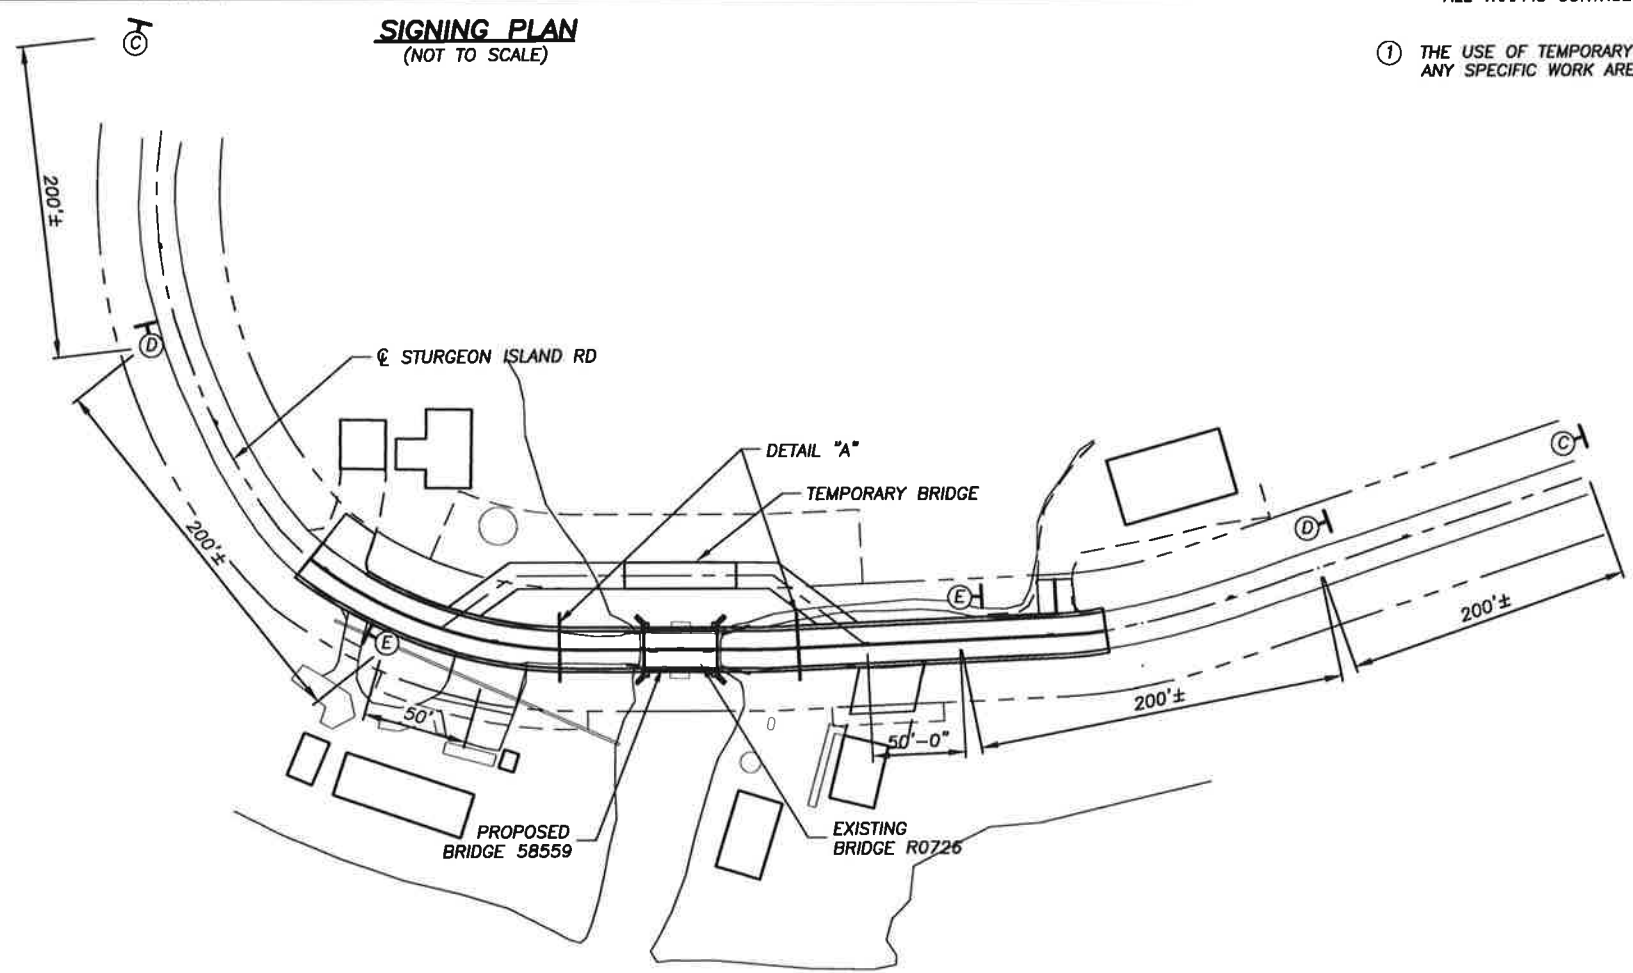 SIGNING PLAN
(NOT TO SCALE)
① THE USE OF TEMPORARY
ANY SPECIFIC WORK ARE
C
200'±
D
℄ STURGEON ISLAND RD
DETAIL "A"
TEMPORARY BRIDGE
C
D
E
200'±
E
200'±
200'±
50'
50'-0"
PROPOSED
BRIDGE 58559
EXISTING
BRIDGE R0726